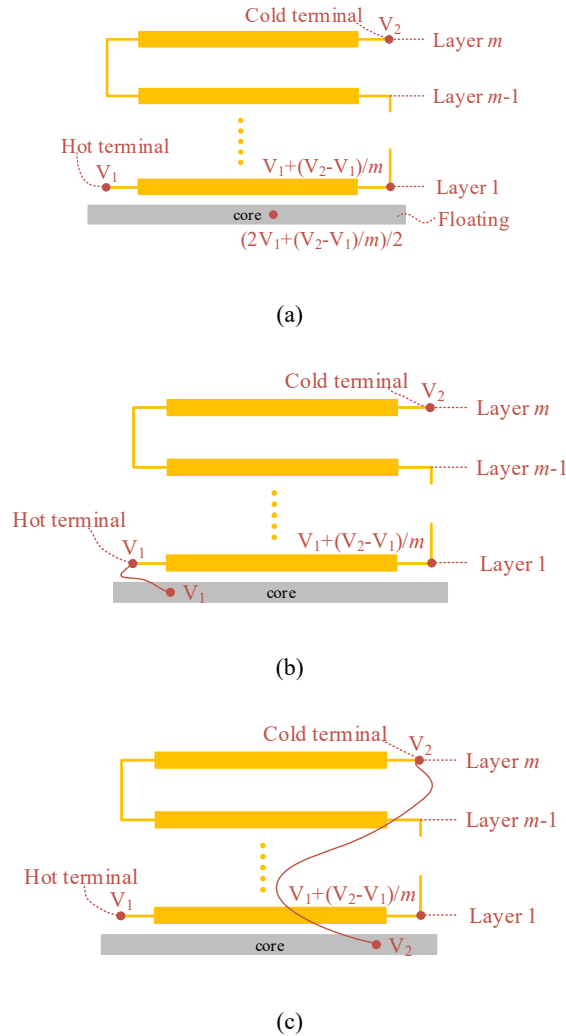 Cold terminal
V₂
Layer m
Layer m-1
Hot terminal
V₁
V₁+(V₂−V₁)/m
Layer 1
core
Floating
(2V₁+(V₂−V₁)/m)/2
(a)
Cold terminal
V₂
Layer m
Layer m-1
Hot terminal
V₁
V₁+(V₂−V₁)/m
Layer 1
V₁
core
(b)
Cold terminal
V₂
Layer m
Layer m-1
Hot terminal
V₁
V₁+(V₂−V₁)/m
Layer 1
core
V₂
(c)